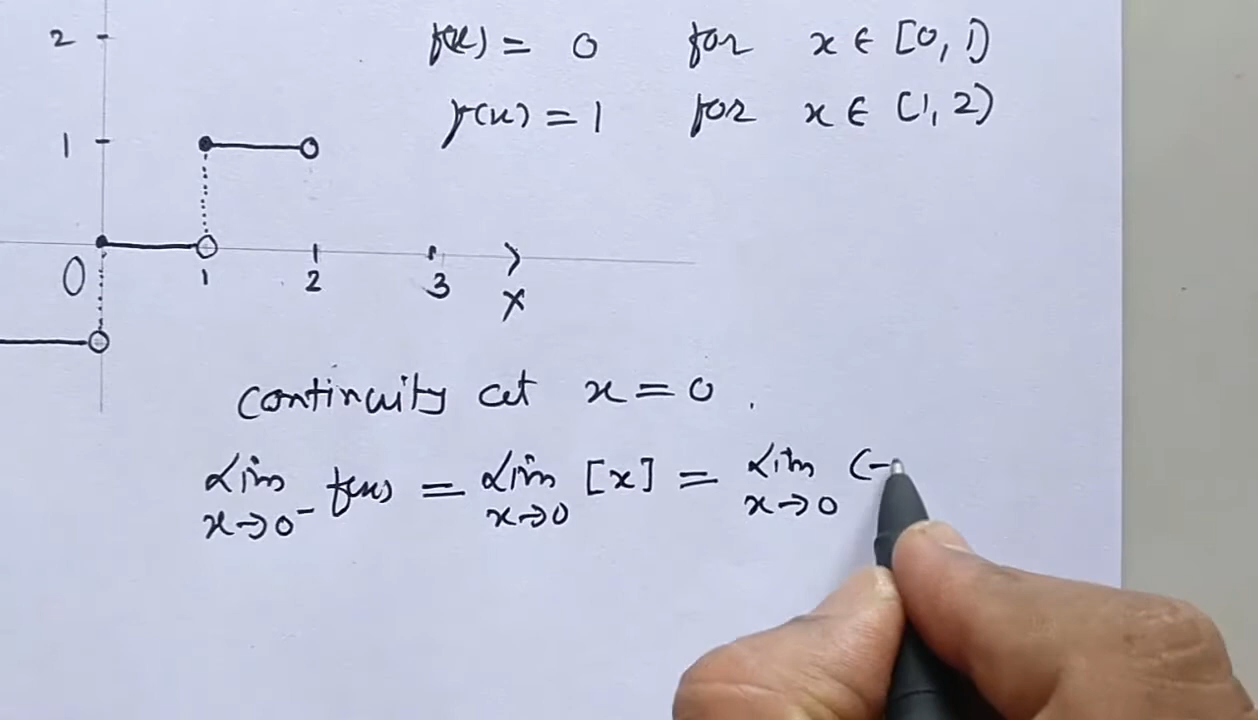 2
f(x) = 0 for x ∈ [0, 1)
1
f(x) = 1 for x ∈ [1, 2)
0 1 2 3
X
continuity at x = 0 .
Lim x→0⁻ f(x) = Lim x→0 [x] = Lim x→0 (-